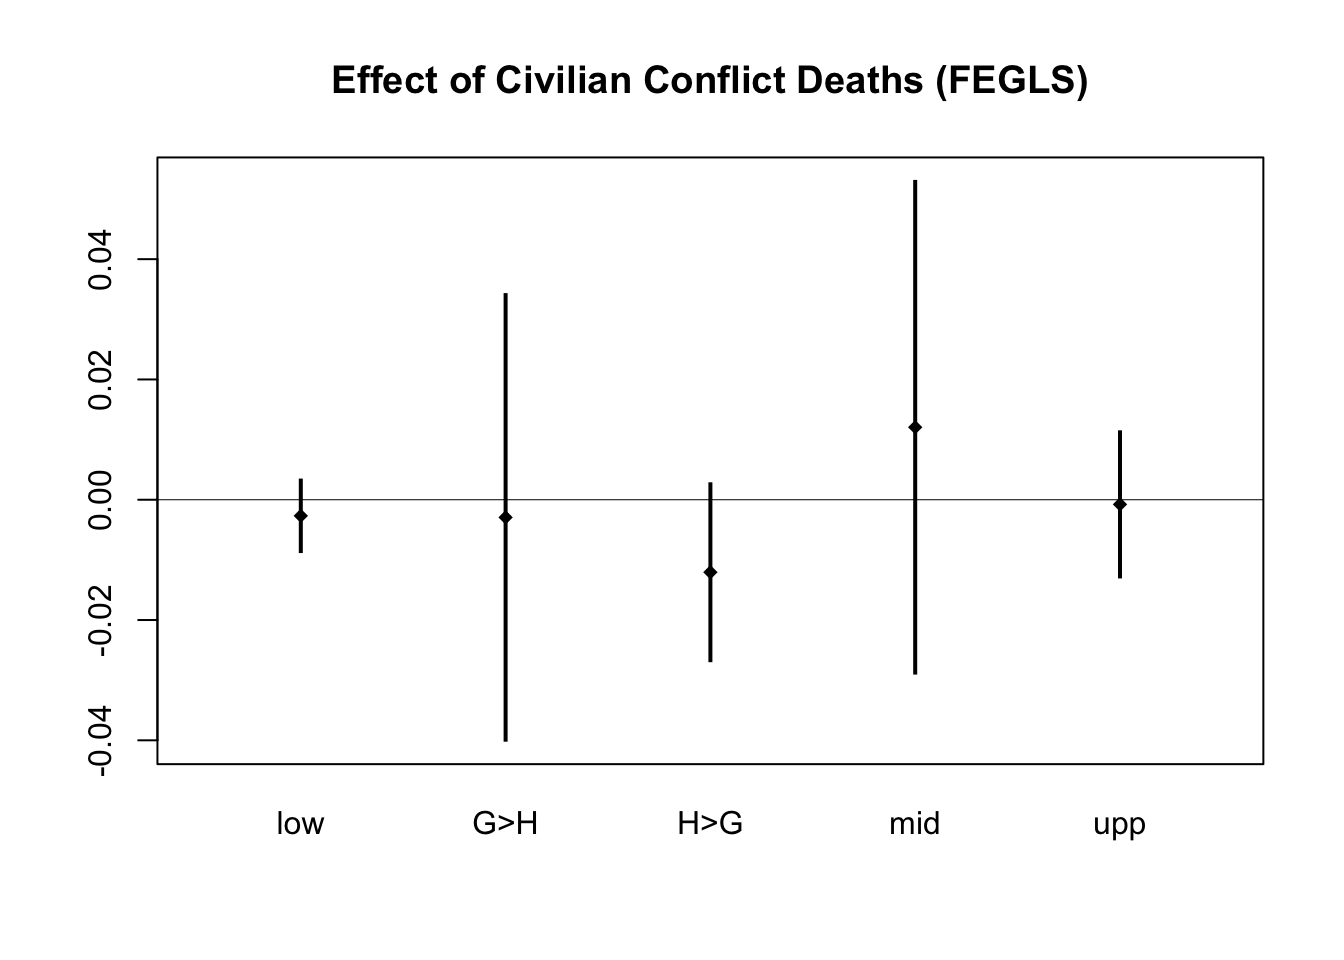 Effect of Civilian Conflict Deaths (FEGLS)
0.04
0.02
0.00
-0.02
-0.04
low G>H H>G mid upp